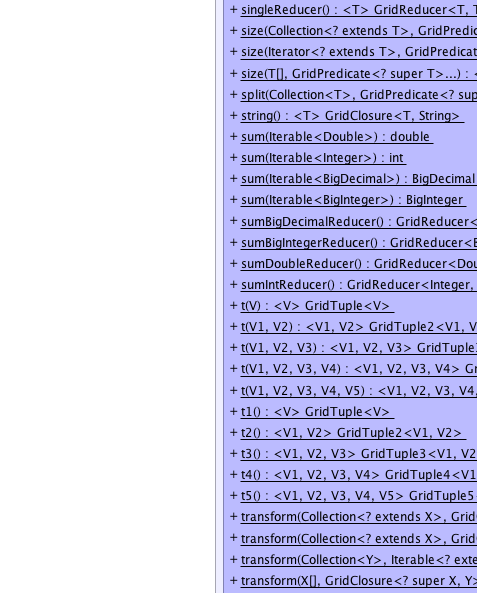 + singleReducer() : <T> GridReducer<T, T
+ size(Collection<? extends T>, GridPredic
+ size(Iterator<? extends T>, GridPredicat
+ size(T[], GridPredicate<? super T>...) : <
+ split(Collection<T>, GridPredicate<? sup
+ string() : <T> GridClosure<T, String>
+ sum(Iterable<Double>) : double
+ sum(Iterable<Integer>) : int
+ sum(Iterable<BigDecimal>) : BigDecimal
+ sum(Iterable<BigInteger>) : BigInteger
+ sumBigDecimalReducer() : GridReducer<
+ sumBigIntegerReducer() : GridReducer<B
+ sumDoubleReducer() : GridReducer<Dou
+ sumIntReducer() : GridReducer<Integer,
+ t(V) : <V> GridTuple<V>
+ t(V1, V2) : <V1, V2> GridTuple2<V1, V
+ t(V1, V2, V3) : <V1, V2, V3> GridTuple3
+ t(V1, V2, V3, V4) : <V1, V2, V3, V4> Gr
+ t(V1, V2, V3, V4, V5) : <V1, V2, V3, V4,
+ t1() : <V> GridTuple<V>
+ t2() : <V1, V2> GridTuple2<V1, V2>
+ t3() : <V1, V2, V3> GridTuple3<V1, V2
+ t4() : <V1, V2, V3, V4> GridTuple4<V1
+ t5() : <V1, V2, V3, V4, V5> GridTuple5
+ transform(Collection<? extends X>, Grid
+ transform(Collection<? extends X>, Grid
+ transform(Collection<Y>, Iterable<? exte
+ transform(X[], GridClosure<? super X, Y>